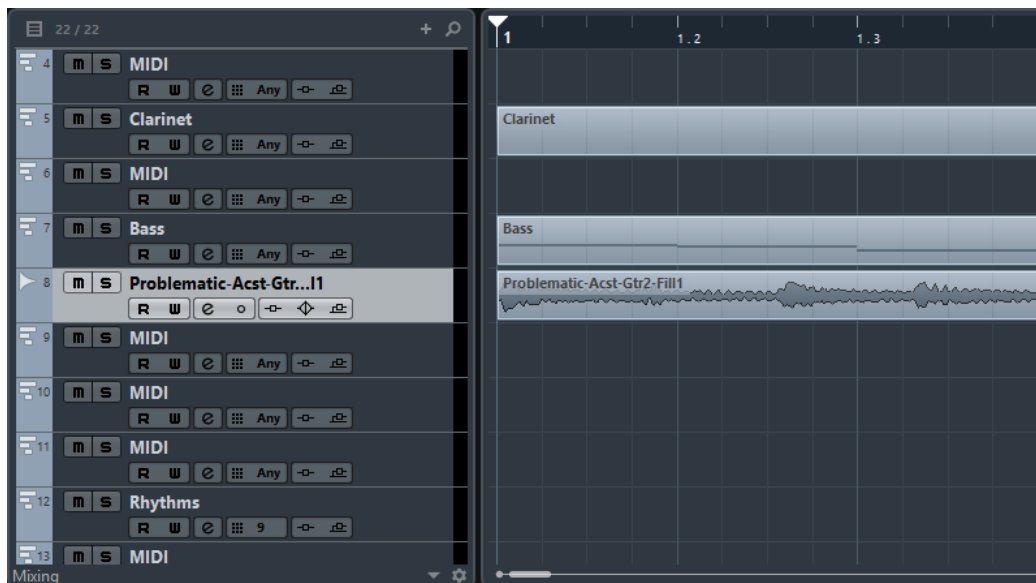 22 / 22
1
1.2
1.3
4 m S MIDI
R W e Any
5 m S Clarinet
R W e Any
Clarinet
6 m S MIDI
R W e Any
7 m S Bass
R W e Any
Bass
8 m S Problematic-Acst-Gtr...l1
R W e
Problematic-Acst-Gtr2-Fill1
9 m S MIDI
R W e Any
10 m S MIDI
R W e Any
11 m S MIDI
R W e Any
12 m S Rhythms
R W e 9
13 m S MIDI
Mixing